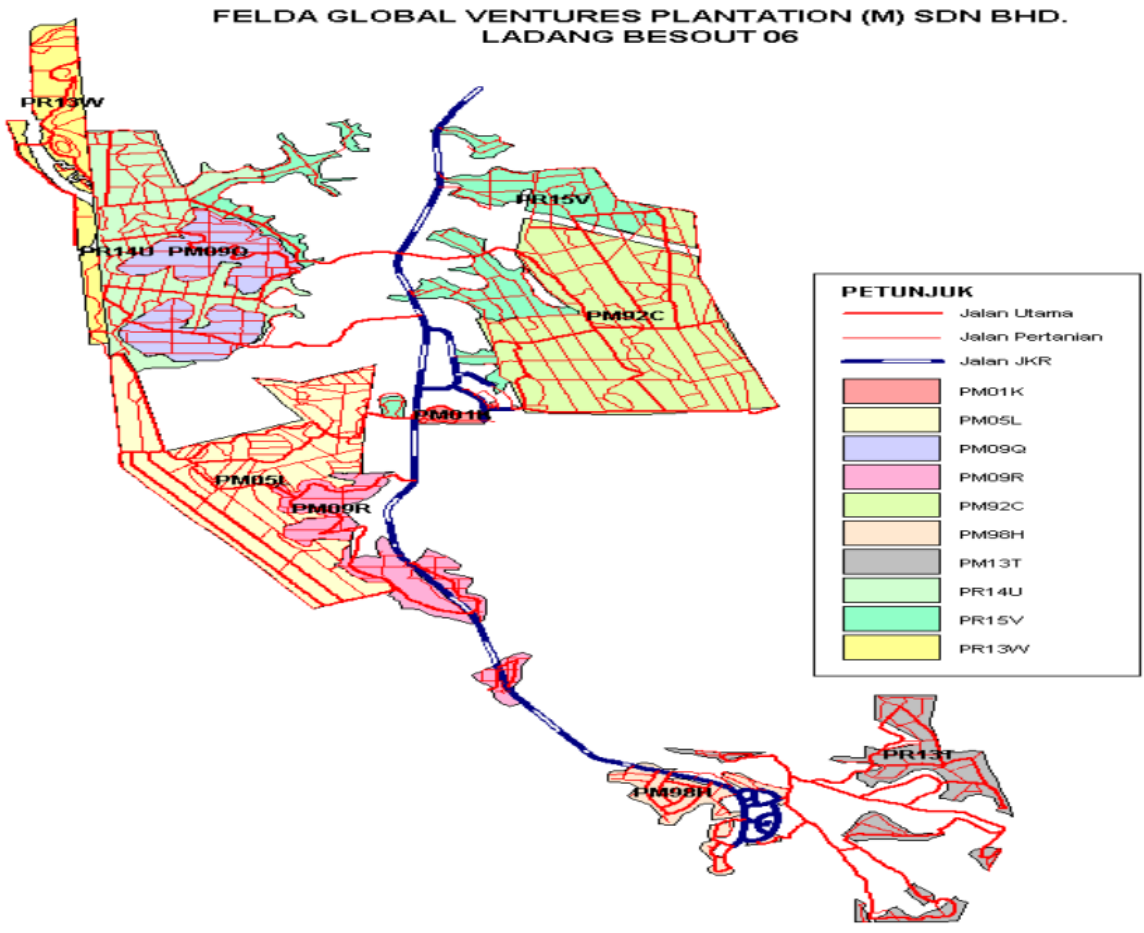 FELDA GLOBAL VENTURES PLANTATION (M) SDN BHD.
LADANG BESOUT 06
PR13W
PR15V
PR14U PM09Q
PM92C
PM01K
PM05L
PM09R
PR13T
PM98H
PETUNJUK
Jalan Utama
Jalan Pertanian
Jalan JKR
PM01K
PM05L
PM09Q
PM09R
PM92C
PM98H
PM13T
PR14U
PR15V
PR13W